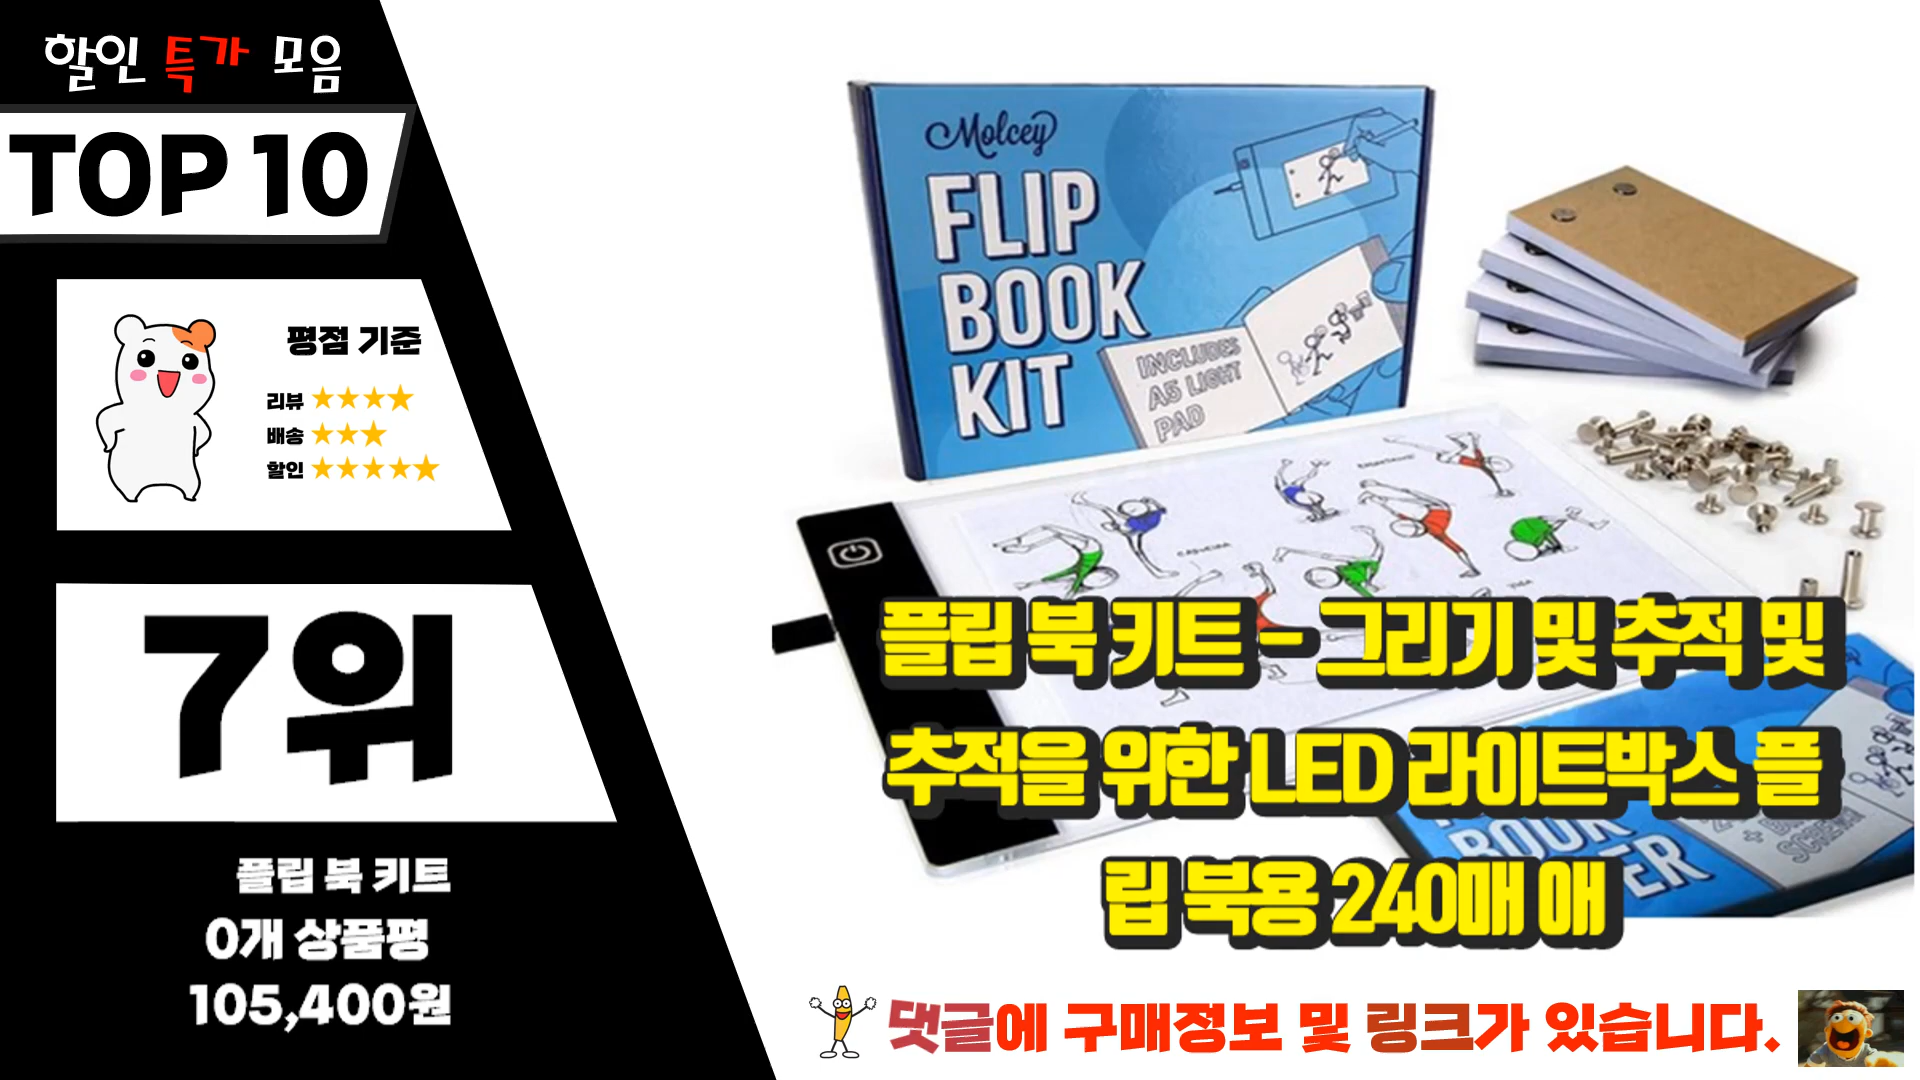 할인 특가 모음
TOP 10
평점 기준
리뷰 ★★★★
배송 ★★★
할인 ★★★★★
7위
플립 북 키트
0개 상품평
105,400원
Molcey
FLIP
BOOK
KIT
INCLUDES
A5 LIGHT
PAD
CAPOEIRA
플립 북 키트 - 그리기 및 추적 및
추적을 위한 LED 라이트박스 플
립 북용 240매 애
BOOK
댓글에 구매정보 및 링크가 있습니다.